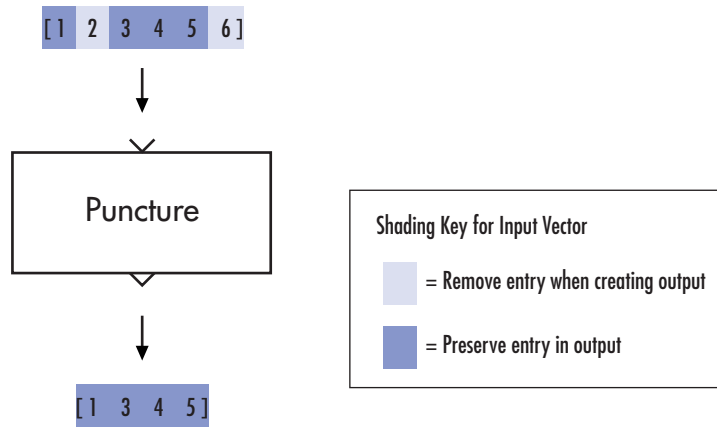 [1 2 3 4 5 6]
Puncture
[1 3 4 5]
Shading Key for Input Vector
= Remove entry when creating output
= Preserve entry in output